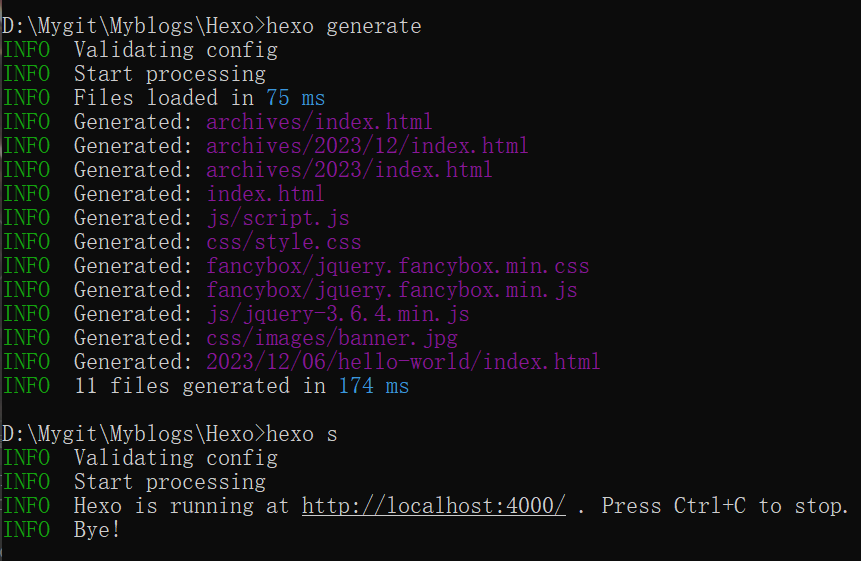 D:\Mygit\Myblogs\Hexo>hexo generate
INFO  Validating config
INFO  Start processing
INFO  Files loaded in 75 ms
INFO  Generated: archives/index.html
INFO  Generated: archives/2023/12/index.html
INFO  Generated: archives/2023/index.html
INFO  Generated: index.html
INFO  Generated: js/script.js
INFO  Generated: css/style.css
INFO  Generated: fancybox/jquery.fancybox.min.css
INFO  Generated: fancybox/jquery.fancybox.min.js
INFO  Generated: js/jquery-3.6.4.min.js
INFO  Generated: css/images/banner.jpg
INFO  Generated: 2023/12/06/hello-world/index.html
INFO  11 files generated in 174 ms
D:\Mygit\Myblogs\Hexo>hexo s
INFO  Validating config
INFO  Start processing
INFO  Hexo is running at http://localhost:4000/ . Press Ctrl+C to stop.
INFO  Bye!